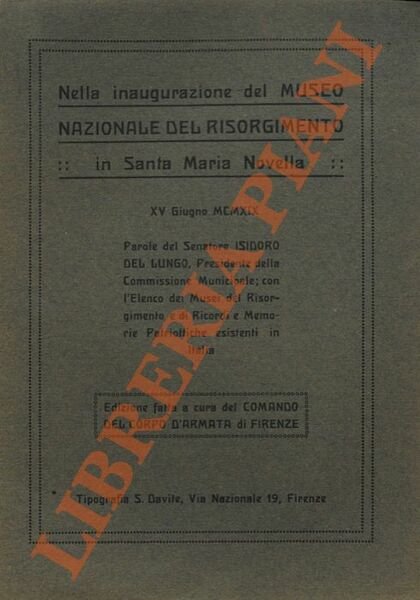 Nella inaugurazione del MUSEO
NAZIONALE DEL RISORGIMENTO
:: in Santa Maria Novella ::
XV Giugno MCMXIX
Parole del Senatore ISIDORO
DEL LUNGO, Presidente della
Commissione Municipale; con
l'Elenco dei Musei del Risor-
gimento e di Ricordi e Memo-
rie Patriottiche esistenti in
Italia
Edizione fatta a cura del COMANDO
DEL CORPO D'ARMATA di FIRENZE
Tipografia S. Davite, Via Nazionale 19, Firenze
LIBRERIA PIANI